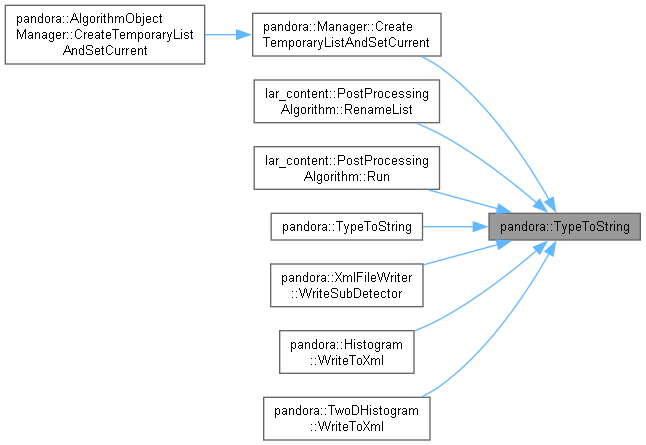 pandora::AlgorithmObject
Manager::CreateTemporaryList
AndSetCurrent
pandora::Manager::Create
TemporaryListAndSetCurrent
lar_content::PostProcessing
Algorithm::RenameList
lar_content::PostProcessing
Algorithm::Run
pandora::TypeToString
pandora::TypeToString
pandora::XmlFileWriter
::WriteSubDetector
pandora::Histogram
::WriteToXml
pandora::TwoDHistogram
::WriteToXml